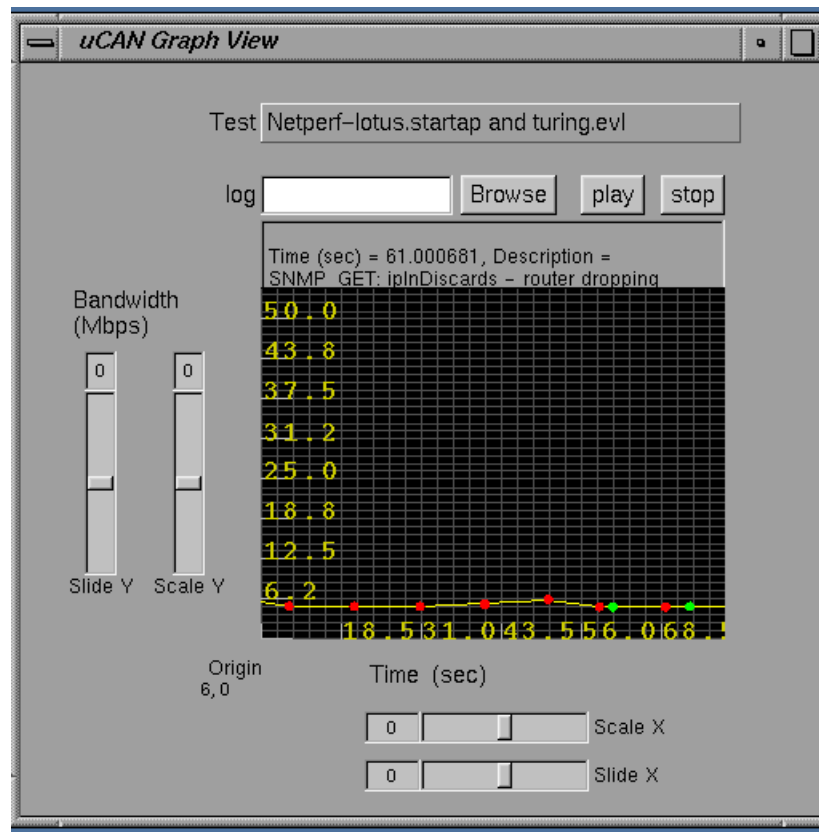 uCAN Graph View
Test Netperf-lotus.startap and turing.evl
log Browse play stop
Time (sec) = 61.000681, Description =
SNMP GET: ipInDiscards - router dropping
Bandwidth
(Mbps)
0 0
Slide Y Scale Y
50.0
43.8
37.5
31.2
25.0
18.8
12.5
6.2
18.5 31.0 43.5 56.0 68.5
Origin
6,0
Time (sec)
0 Scale X
0 Slide X